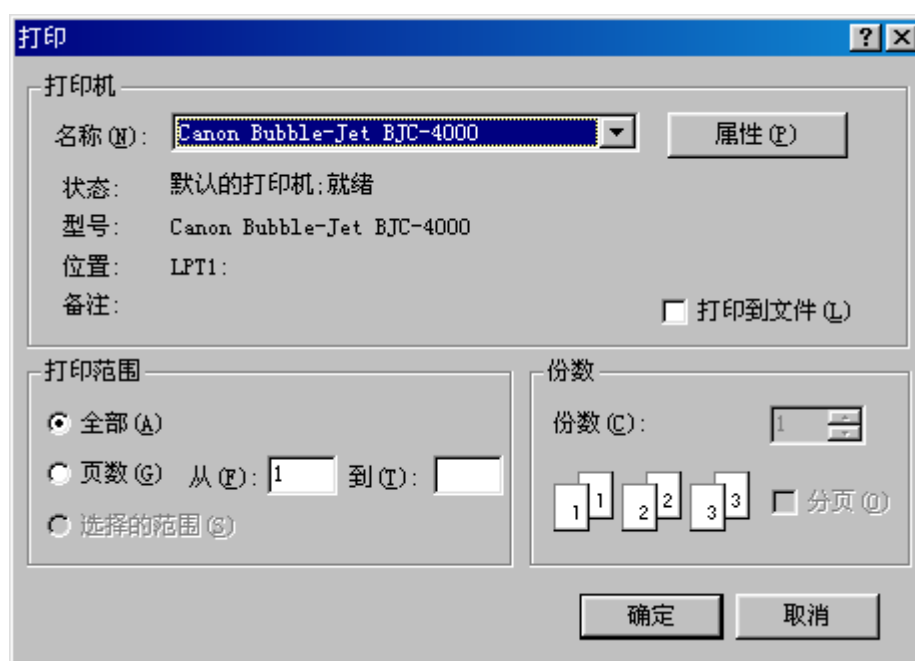 打印
打印机
名称(N): Canon Bubble-Jet BJC-4000 属性(P)
状态: 默认的打印机;就绪
型号: Canon Bubble-Jet BJC-4000
位置: LPT1:
备注: 打印到文件(L)
打印范围
全部(A)
页数(G) 从(F): 1 到(T):
选择的范围(S)
份数
份数(C): 1
1 1 2 2 3 3 分页(O)
确定 取消